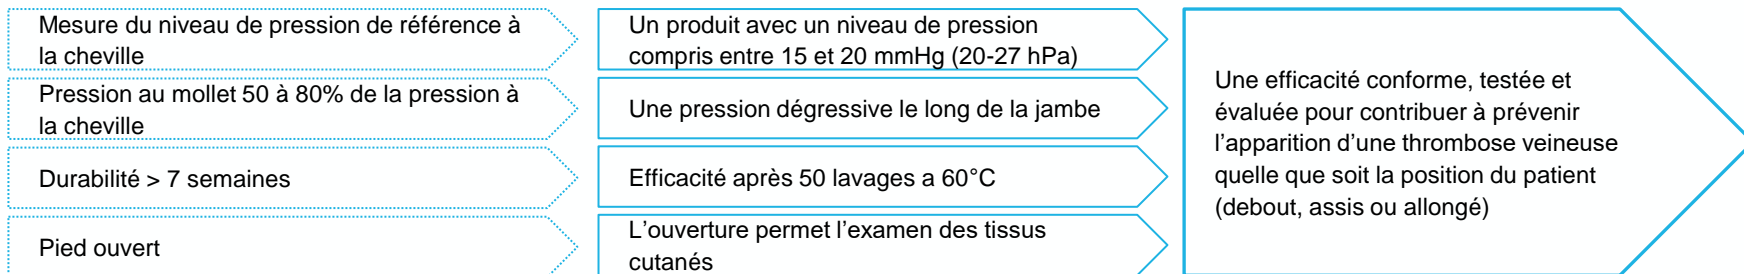 Mesure du niveau de pression de référence à
la cheville
Un produit avec un niveau de pression
compris entre 15 et 20 mmHg (20-27 hPa)
Pression au mollet 50 à 80% de la pression à
la cheville
Une pression dégressive le long de la jambe
Durabilité > 7 semaines
Efficacité après 50 lavages a 60°C
Pied ouvert
L’ouverture permet l’examen des tissus
cutanés
Une efficacité conforme, testée et
évaluée pour contribuer à prévenir
l’apparition d’une thrombose veineuse
quelle que soit la position du patient
(debout, assis ou allongé)